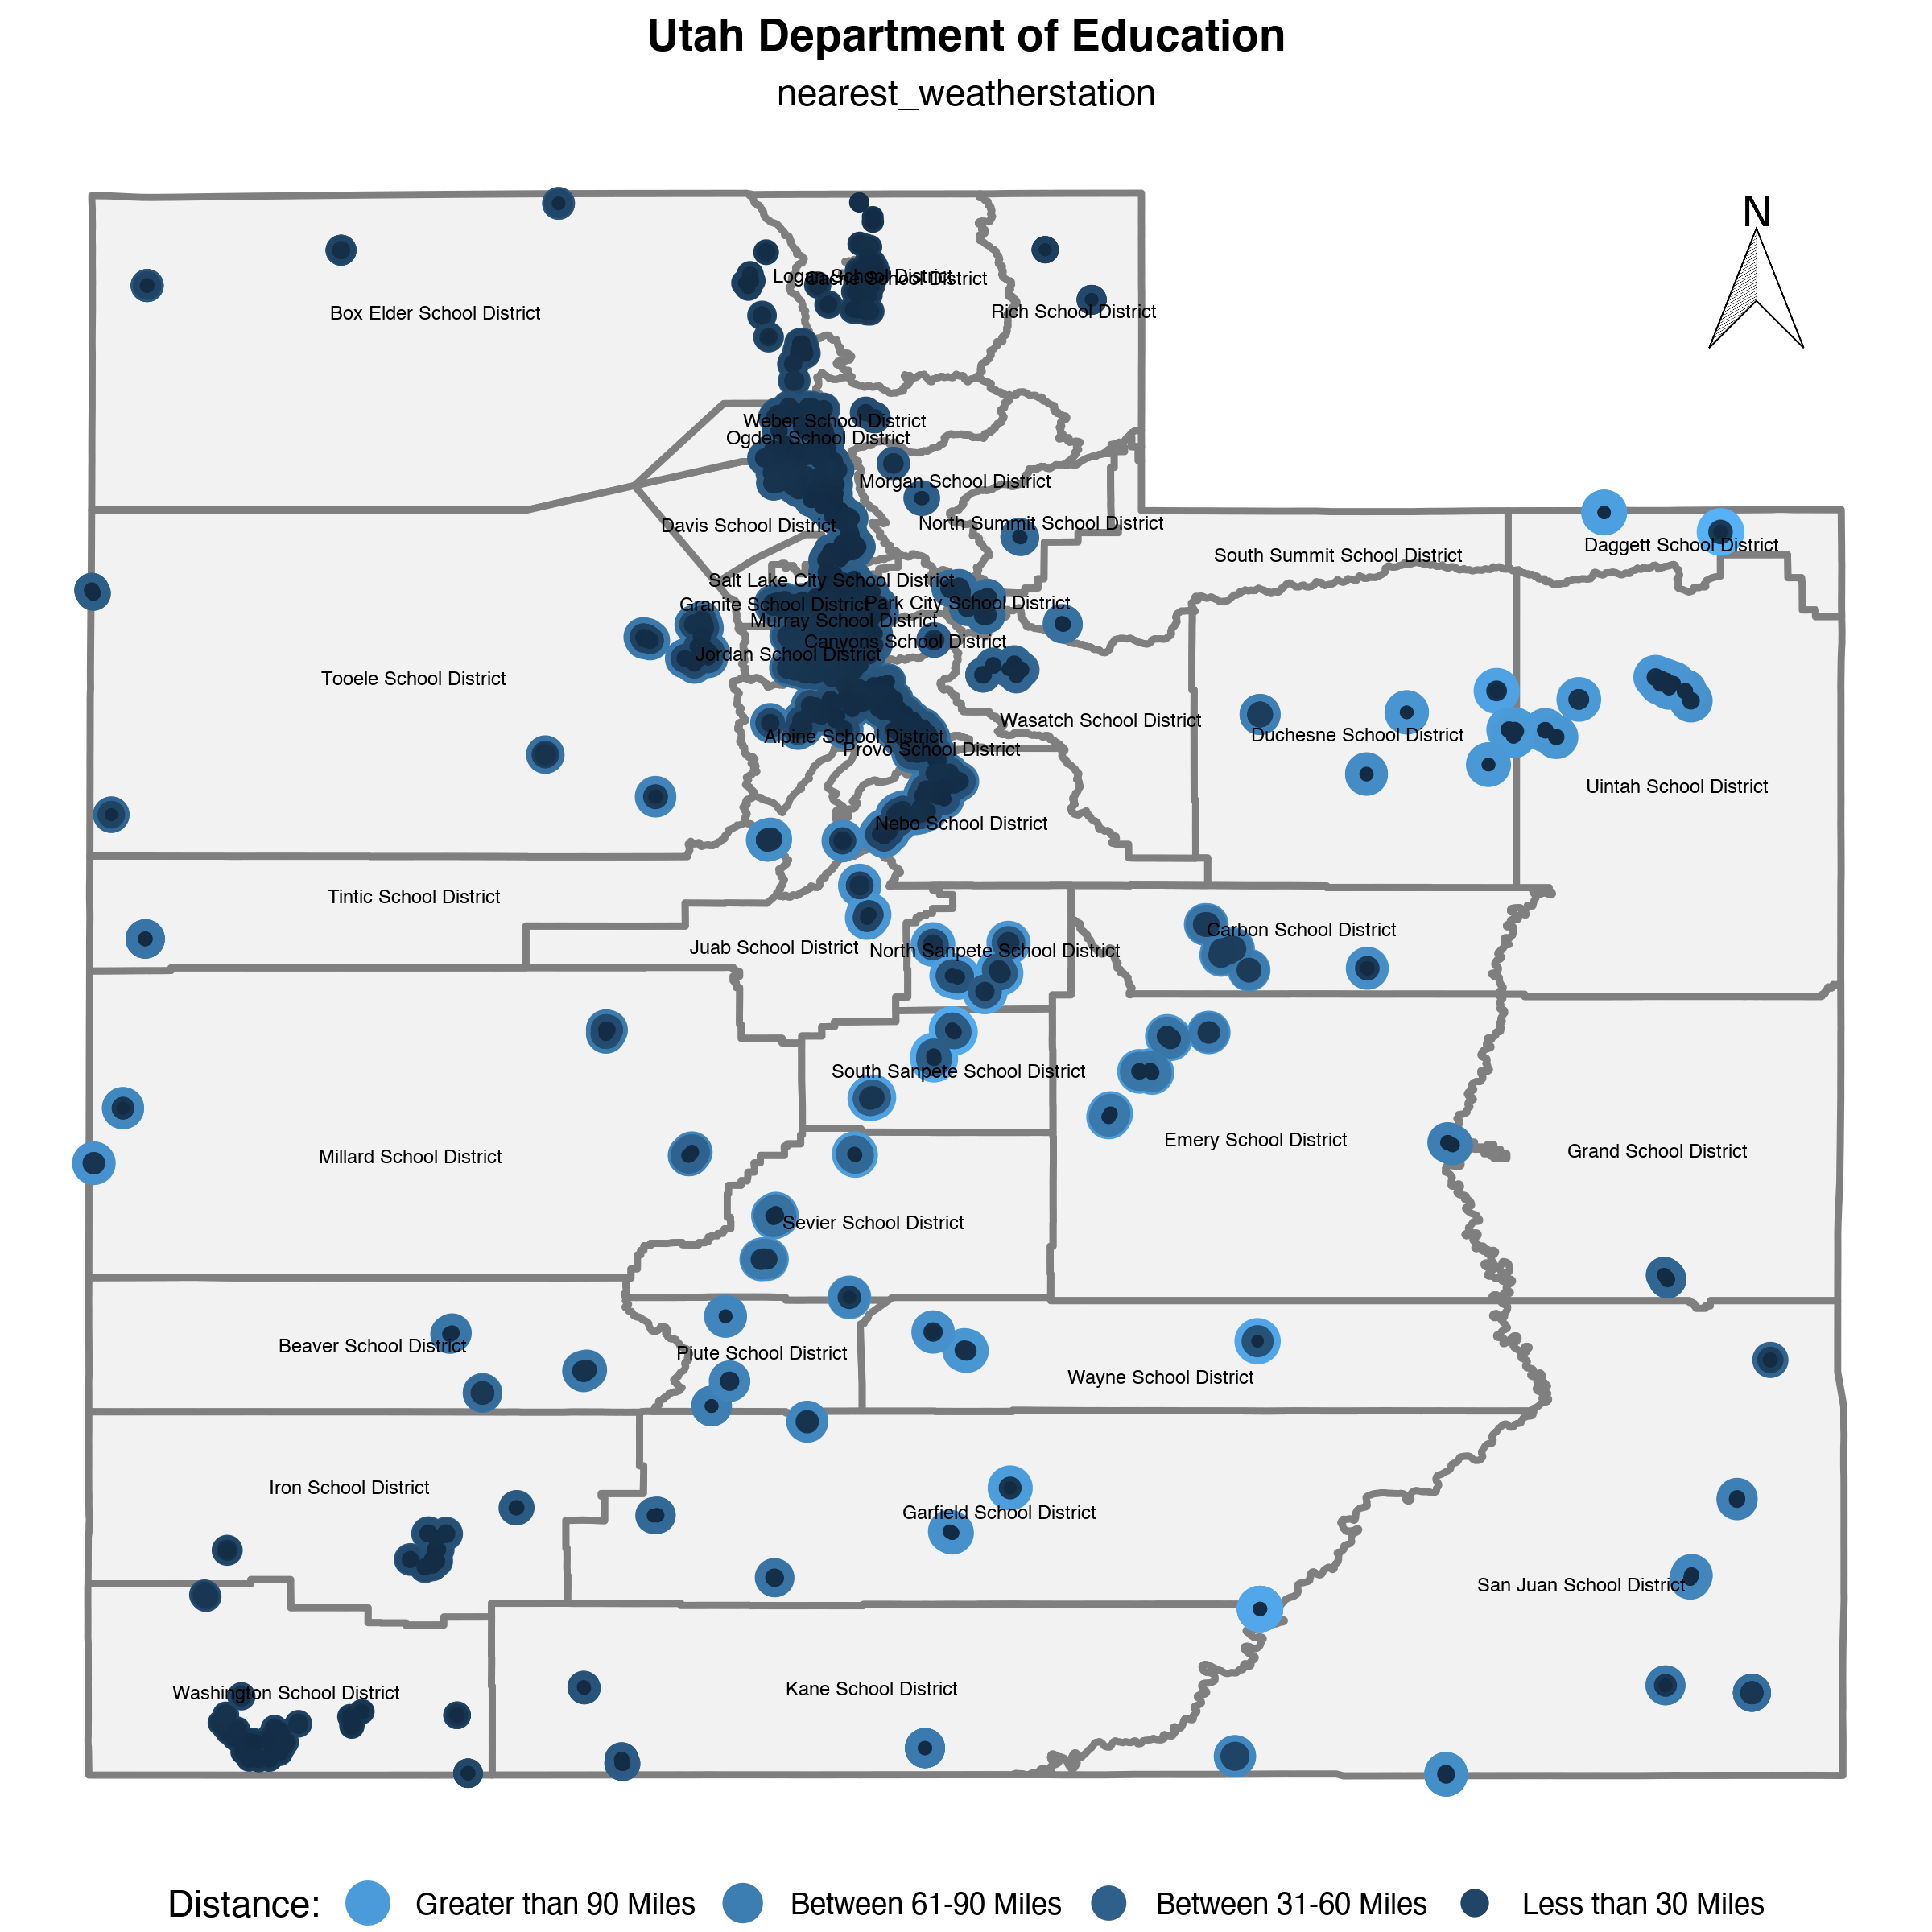 Utah Department of Education
nearest_weatherstation
N
Logan School District
Cache School District
Rich School District
Box Elder School District
Weber School District
Ogden School District
Morgan School District
North Summit School District
Davis School District
South Summit School District
Daggett School District
Salt Lake City School District
Granite School District
Park City School District
Murray School District
Canyons School District
Jordan School District
Tooele School District
Wasatch School District
Alpine School District
Duchesne School District
Provo School District
Uintah School District
Nebo School District
Tintic School District
Carbon School District
Juab School District
North Sanpete School District
South Sanpete School District
Emery School District
Grand School District
Millard School District
Sevier School District
Beaver School District
Piute School District
Wayne School District
Iron School District
Garfield School District
San Juan School District
Washington School District
Kane School District
Distance: Greater than 90 Miles Between 61-90 Miles Between 31-60 Miles Less than 30 Miles